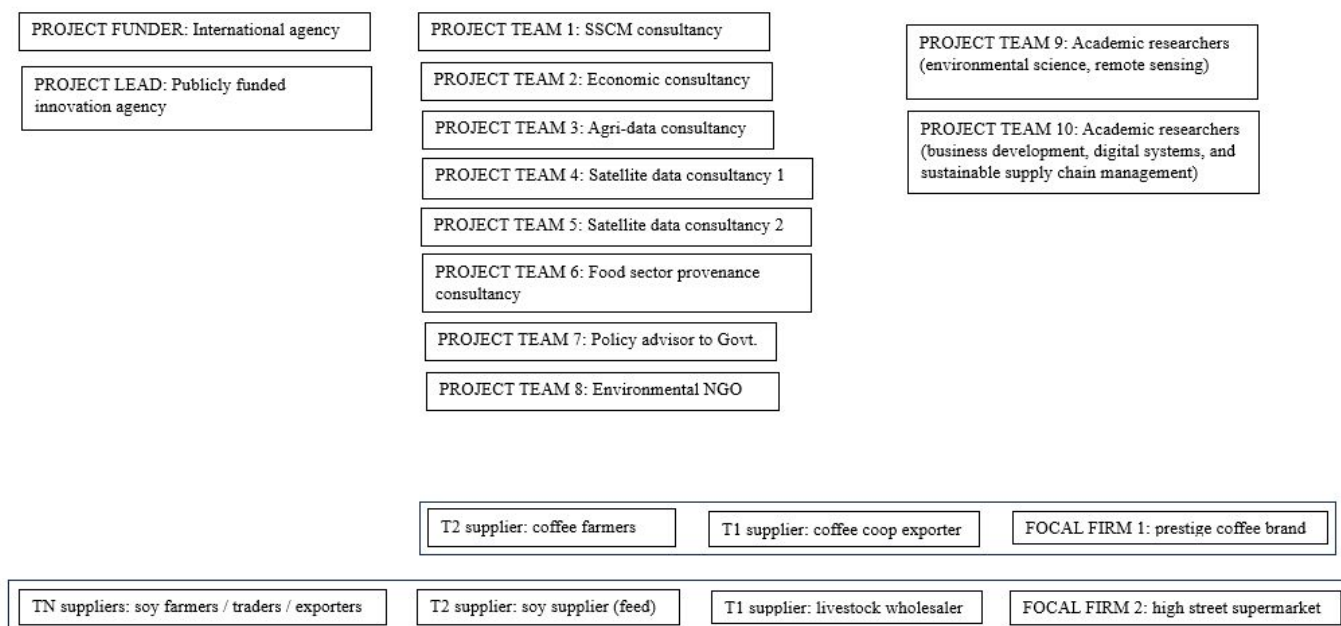 PROJECT FUNDER: International agency
PROJECT LEAD: Publicly funded
innovation agency
PROJECT TEAM 1: SSCM consultancy
PROJECT TEAM 2: Economic consultancy
PROJECT TEAM 3: Agri-data consultancy
PROJECT TEAM 4: Satellite data consultancy 1
PROJECT TEAM 5: Satellite data consultancy 2
PROJECT TEAM 6: Food sector provenance
consultancy
PROJECT TEAM 7: Policy advisor to Govt.
PROJECT TEAM 8: Environmental NGO
PROJECT TEAM 9: Academic researchers
(environmental science, remote sensing)
PROJECT TEAM 10: Academic researchers
(business development, digital systems, and
sustainable supply chain management)
T2 supplier: coffee farmers
T1 supplier: coffee coop exporter
FOCAL FIRM 1: prestige coffee brand
TN suppliers: soy farmers / traders / exporters
T2 supplier: soy supplier (feed)
T1 supplier: livestock wholesaler
FOCAL FIRM 2: high street supermarket